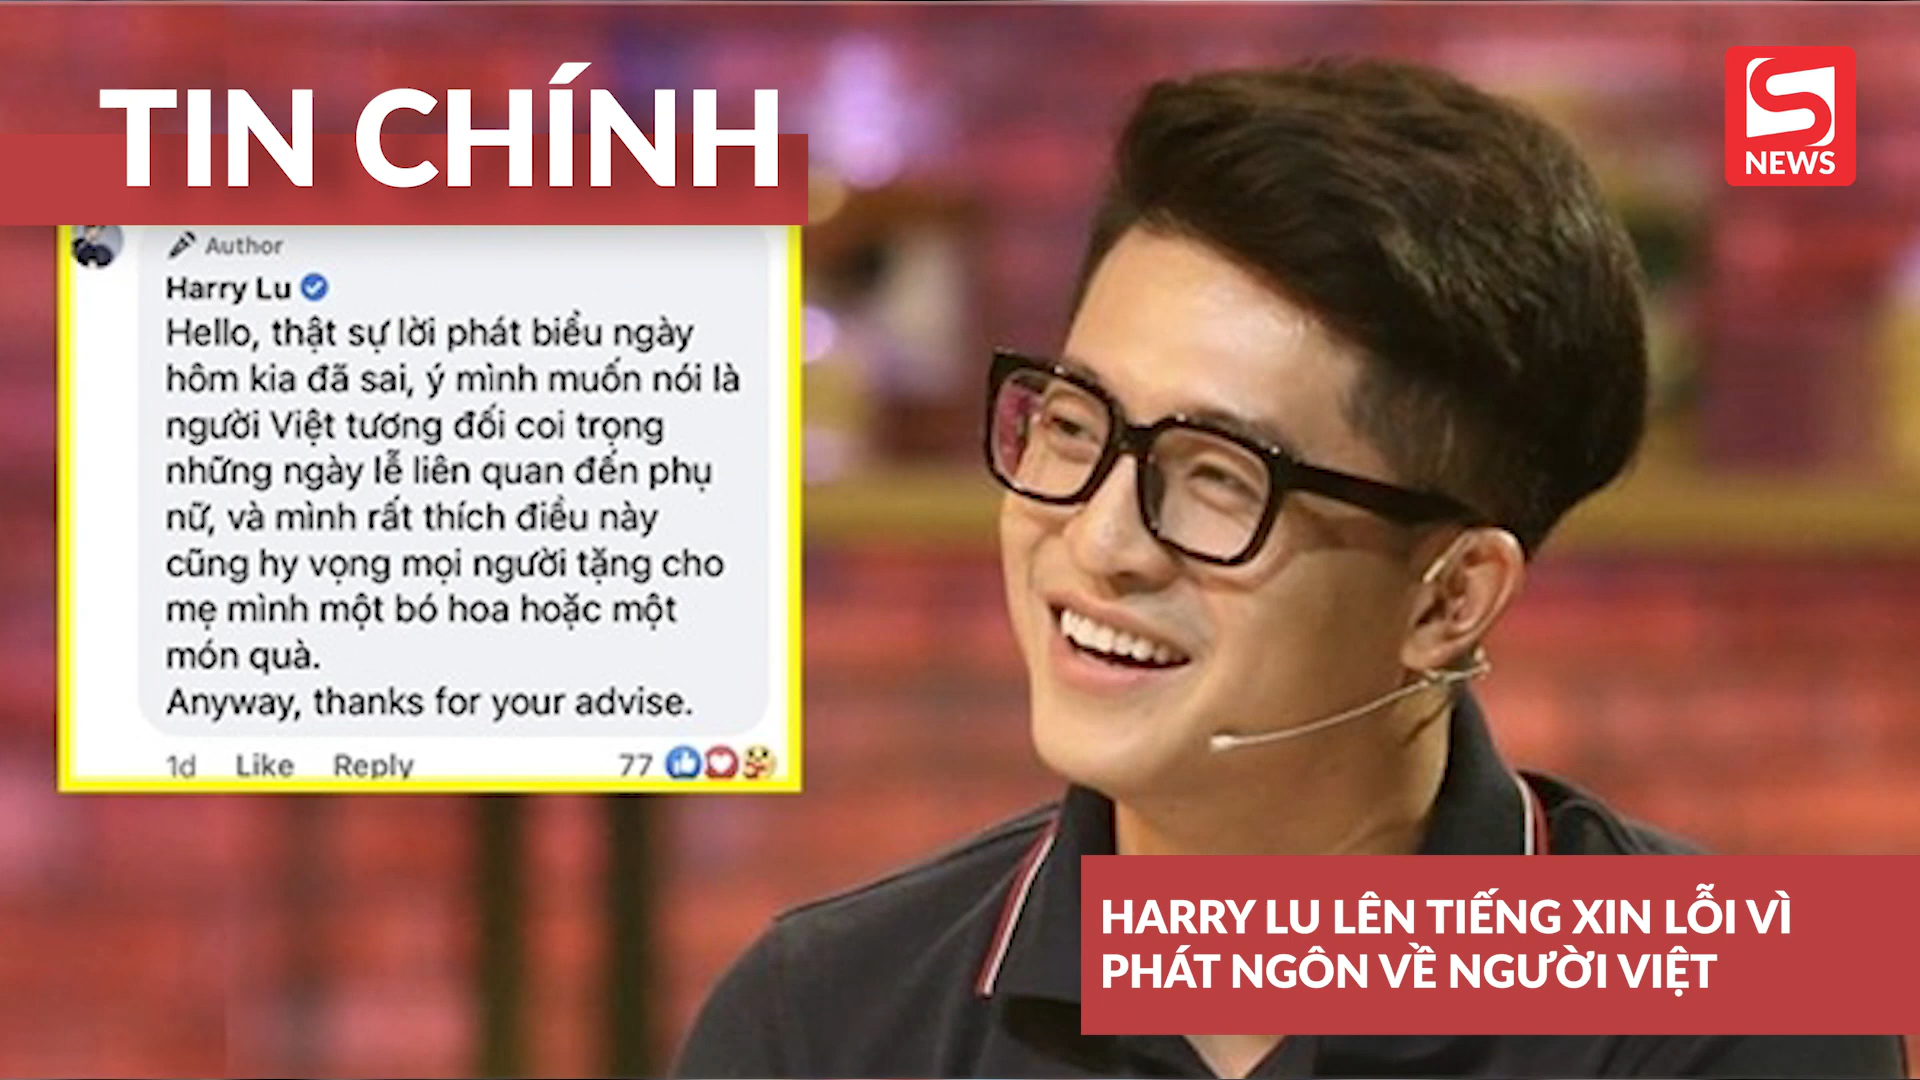 TIN CHÍNH
S
NEWS
Author
Harry Lu
Hello, thật sự lời phát biểu ngày
hôm kia đã sai, ý mình muốn nói là
người Việt tương đối coi trọng
những ngày lễ liên quan đến phụ
nữ, và mình rất thích điều này
cũng hy vọng mọi người tặng cho
mẹ mình một bó hoa hoặc một
món quà.
Anyway, thanks for your advise.
1d Like Reply 77
HARRY LU LÊN TIẾNG XIN LỖI VÌ
PHÁT NGÔN VỀ NGƯỜI VIỆT